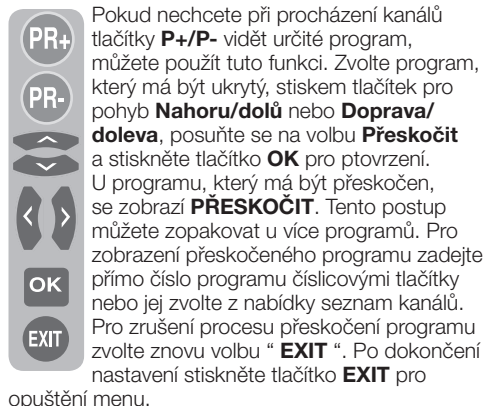 PR+
PR-
OK
EXIT
Pokud nechcete při procházení kanálů
tlačítky P+/P- vidět určité program,
můžete použít tuto funkci. Zvolte program,
který má být ukrytý, stiskem tlačítek pro
pohyb Nahoru/dolů nebo Doprava/
doleva, posuňte se na volbu Přeskočit
a stiskněte tlačítko OK pro ptovrzení.
U programu, který má být přeskočen,
se zobrazí PŘESKOČIT. Tento postup
můžete zopakovat u více programů. Pro
zobrazení přeskočeného programu zadejte
přímo číslo programu číslicovými tlačítky
nebo jej zvolte z nabídky seznam kanálů.
Pro zrušení procesu přeskočení programu
zvolte znovu volbu “ EXIT “. Po dokončení
nastavení stiskněte tlačítko EXIT pro
opuštění menu.